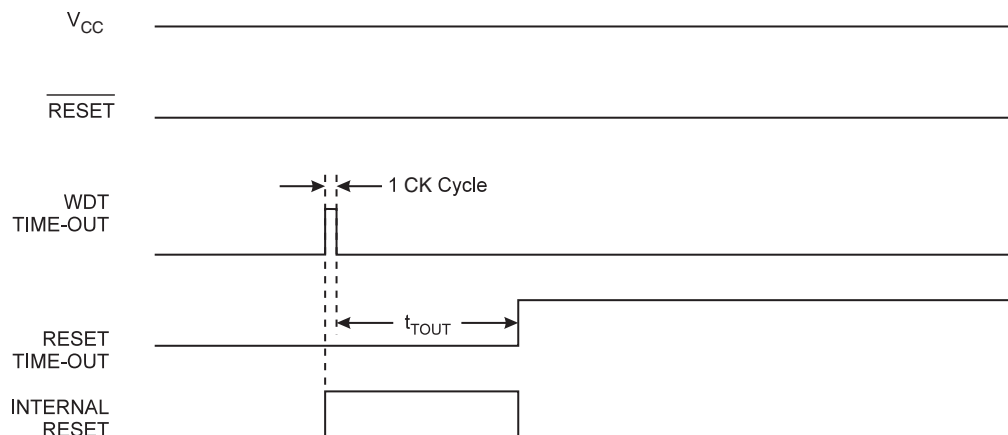 VCC
RESET
1 CK Cycle
WDT
TIME-OUT
tTOUT
RESET
TIME-OUT
INTERNAL
RESET